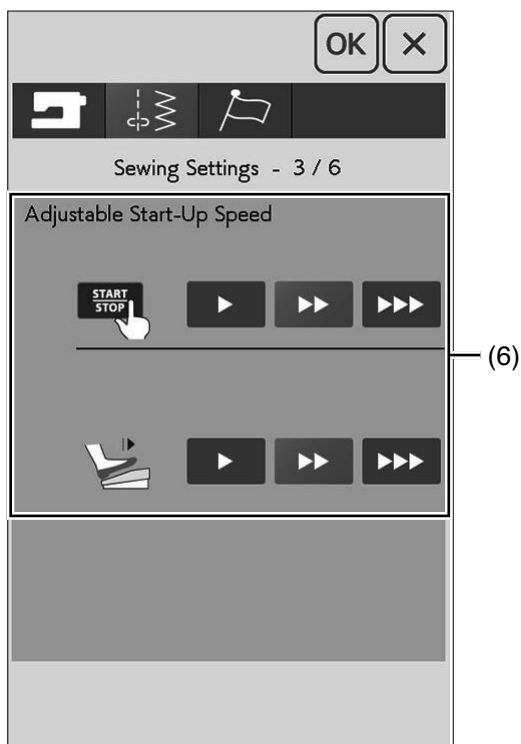 OK
Sewing Settings - 3 / 6
Adjustable Start-Up Speed
START
STOP
(6)